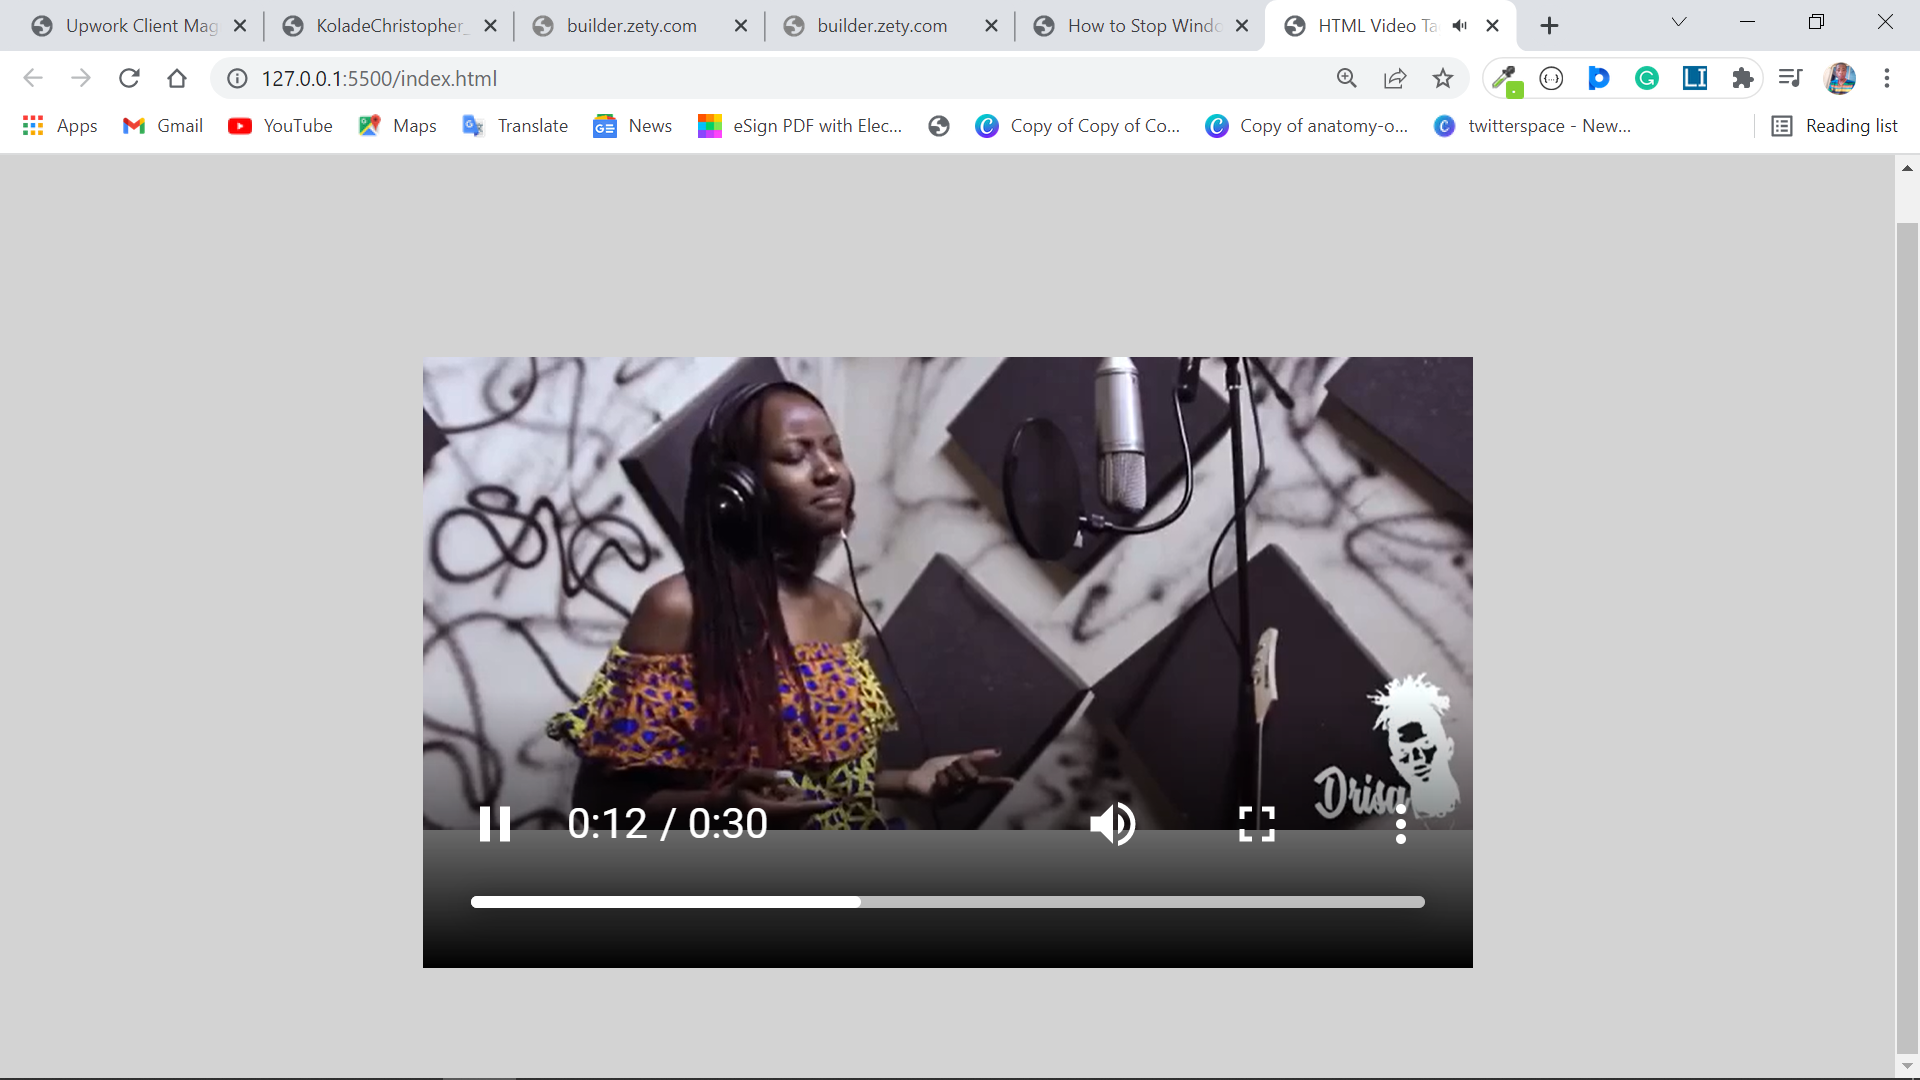 Upwork Client Mag
KoladeChristopher_
builder.zety.com
builder.zety.com
How to Stop Windo
HTML Video Ta
127.0.0.1:5500/index.html
Apps
Gmail
YouTube
Maps
Translate
News
eSign PDF with Elec...
Copy of Copy of Co...
Copy of anatomy-o...
twitterspace - New...
Reading list
0:12 / 0:30